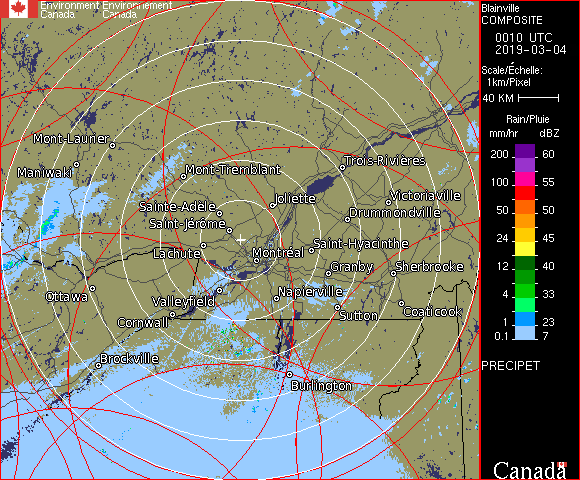 Environment Environnement
Canada Canada
Blainville
COMPOSITE
0010 UTC
2019-03-04
Scale/Échelle:
1km/Pixel
40 KM
Rain/Pluie
mm/hr dBZ
200 60
100 55
50 50
24 45
12 40
4 33
1 23
0.1 7
PRECIPET
Mont-Laurier
Maniwaki
Mont-Tremblant
Trois-Rivières
Joliette
Victoriaville
Sainte-Adèle
Drummondville
Saint-Jérôme
Saint-Hyacinthe
Lachute
Montréal
Granby
Sherbrooke
Ottawa
Valleyfield
Napierville
Sutton
Coaticook
Cornwall
Brockville
Burlington
Canada